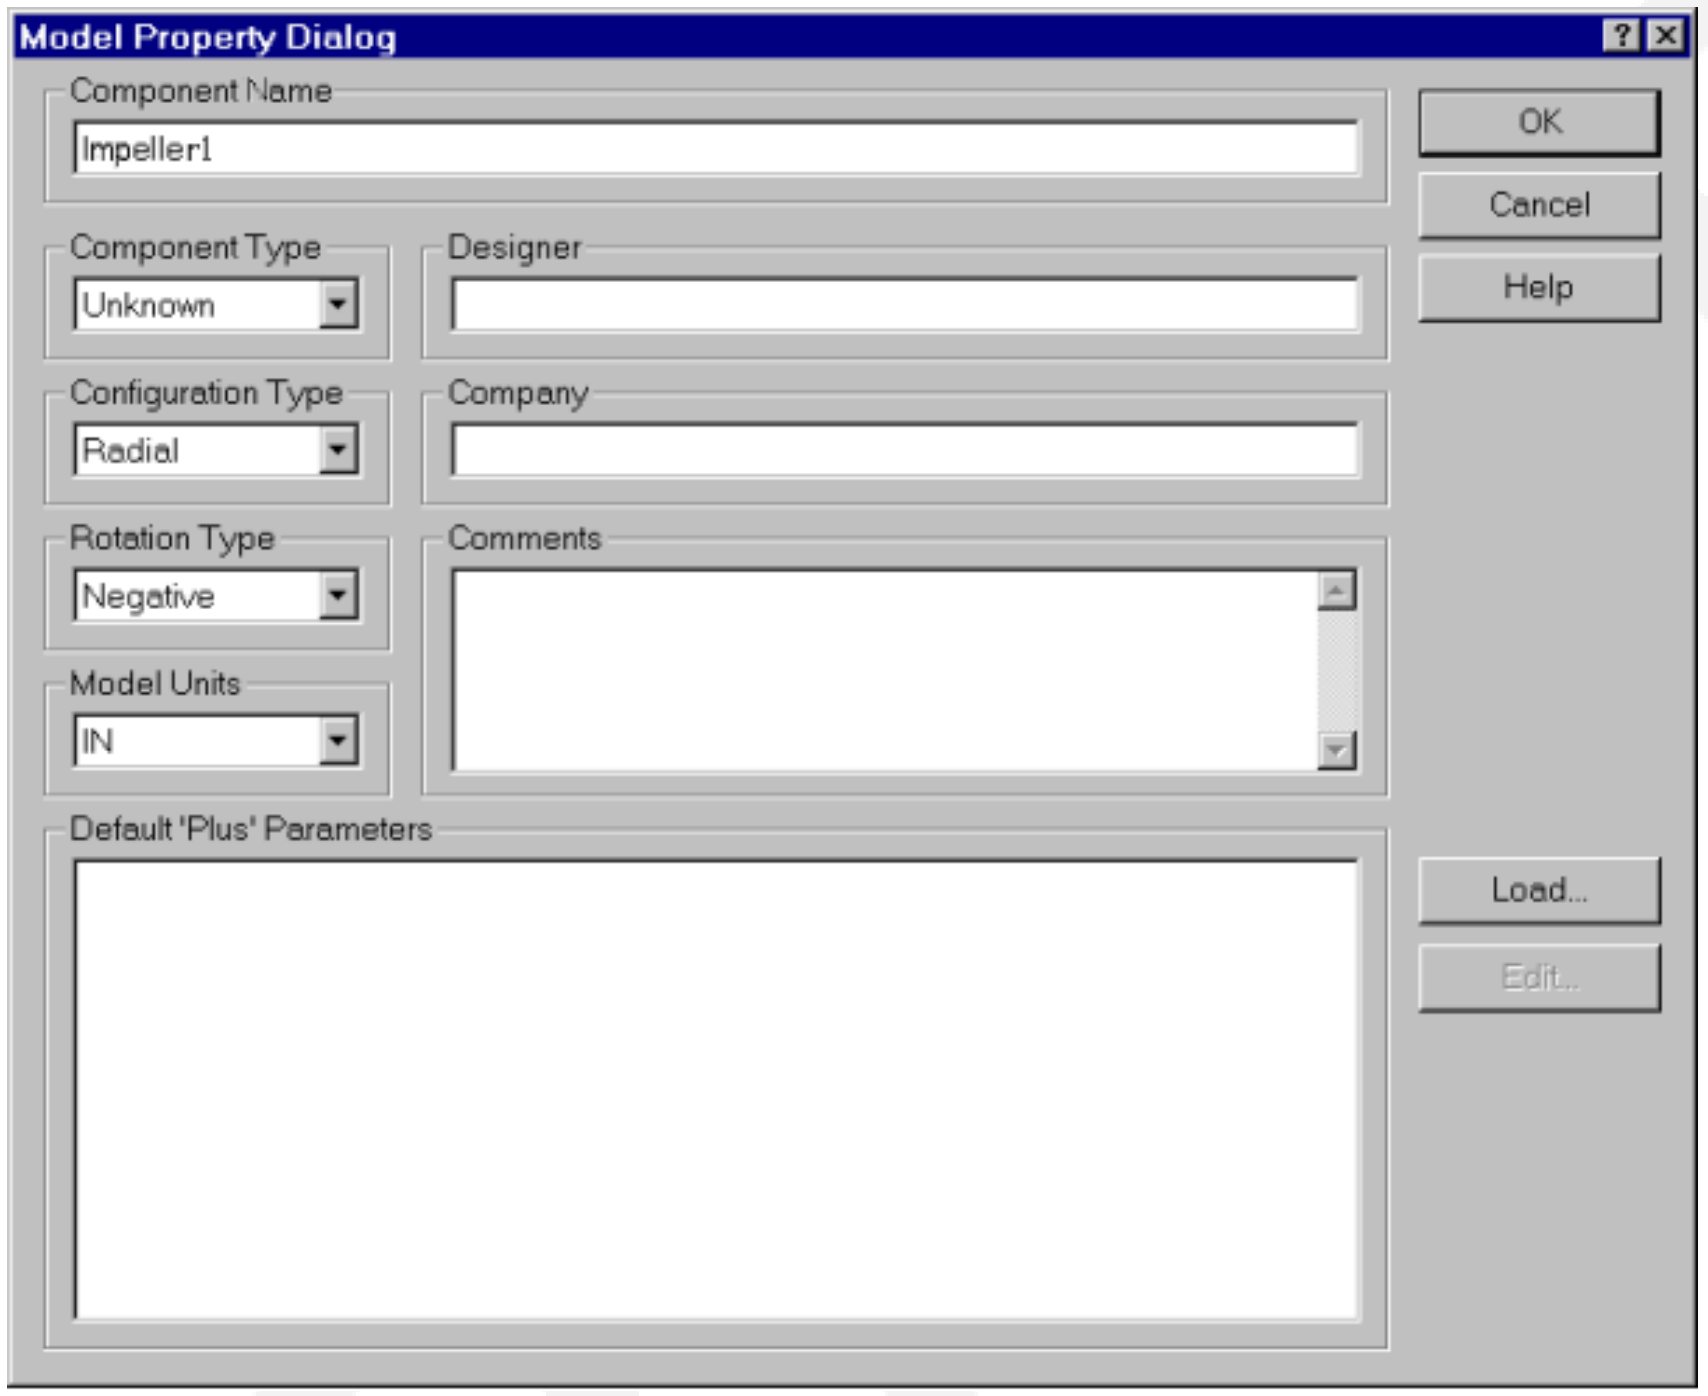 Model Property Dialog
Component Name
Impeller1
OK
Cancel
Help
Component Type
Unknown
Designer
Configuration Type
Radial
Company
Rotation Type
Negative
Comments
Model Units
IN
Default 'Plus' Parameters
Load...
Edit...